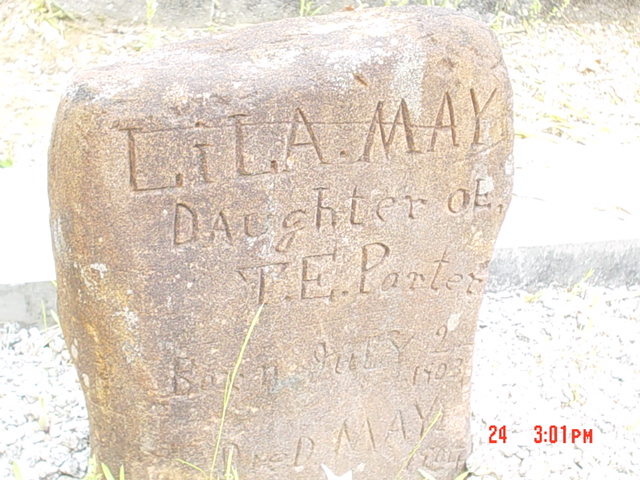 LiLA. MAY
DAughter OF,
T.E. Porter
Born July 2
1903
DieD. MAY
24 3:01PM